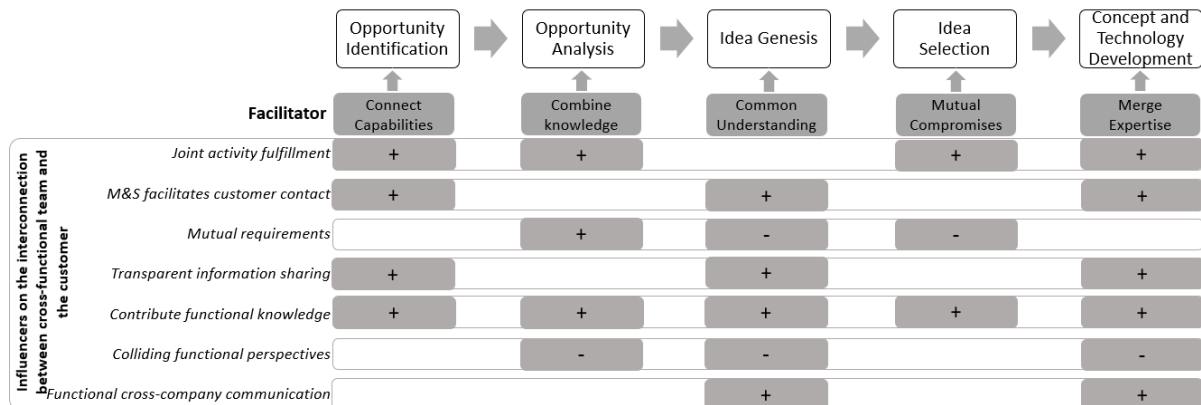 Opportunity
Identification
Opportunity
Analysis
Idea Genesis
Idea
Selection
Concept and
Technology
Development
Facilitator
Connect
Capabilities
Combine
knowledge
Common
Understanding
Mutual
Compromises
Merge
Expertise
Influencers on the interconnection
between cross-functional team and
the customer
Joint activity fulfillment + + + +
M&S facilitates customer contact + + +
Mutual requirements + - -
Transparent information sharing + + +
Contribute functional knowledge + + + + +
Colliding functional perspectives - - -
Functional cross-company communication + +